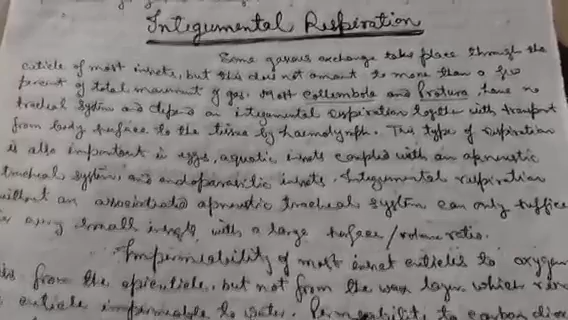 Integumental Respiration
Some gaseous exchange take place through the
cuticle of most insects, but this does not amount to more than a few
percent of total movement of gas. Most collembola and Protura have no
tracheal system and depend on integumental respiration together with transport
from body surface to the tissue by haemolymph. This type of respiration
is also important in eggs, aquatic insects coupled with an apneustic
tracheal system, and endoparasitic insects. Integumental respiration
without an associated apneustic tracheal system can only suffice
very small insects with a large surface/volume ratio.
Impermeability of most insect cuticles to oxygen
from the epicuticle, but not from the wax layer which
cuticle impermeable to water. Permeability to carbon